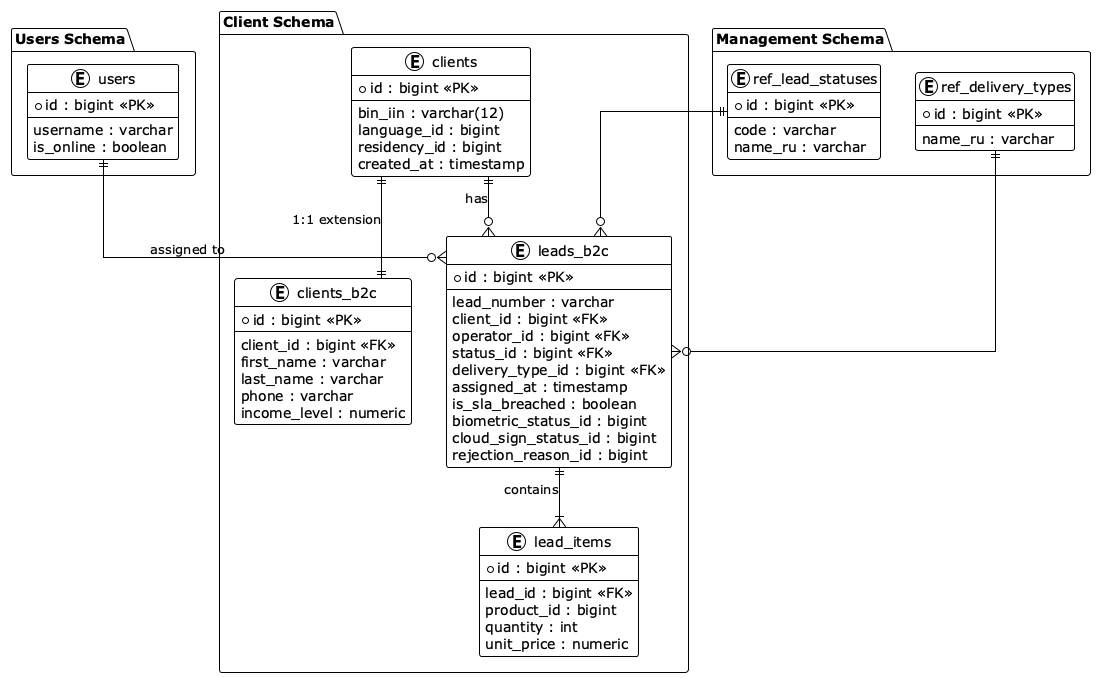 Client Schema
Users Schema
Management Schema
E users
id : bigint «PK»
username : varchar
is_online : boolean
E clients
id : bigint «PK»
bin_iin : varchar(12)
language_id : bigint
residency_id : bigint
created_at : timestamp
E ref_lead_statuses
id : bigint «PK»
code : varchar
name_ru : varchar
E ref_delivery_types
id : bigint «PK»
name_ru : varchar
has
1:1 extension
assigned to
E leads_b2c
id : bigint «PK»
lead_number : varchar
client_id : bigint «FK»
operator_id : bigint «FK»
status_id : bigint «FK»
delivery_type_id : bigint «FK»
assigned_at : timestamp
is_sla_breached : boolean
biometric_status_id : bigint
cloud_sign_status_id : bigint
rejection_reason_id : bigint
E clients_b2c
id : bigint «PK»
client_id : bigint «FK»
first_name : varchar
last_name : varchar
phone : varchar
income_level : numeric
contains
E lead_items
id : bigint «PK»
lead_id : bigint «FK»
product_id : bigint
quantity : int
unit_price : numeric